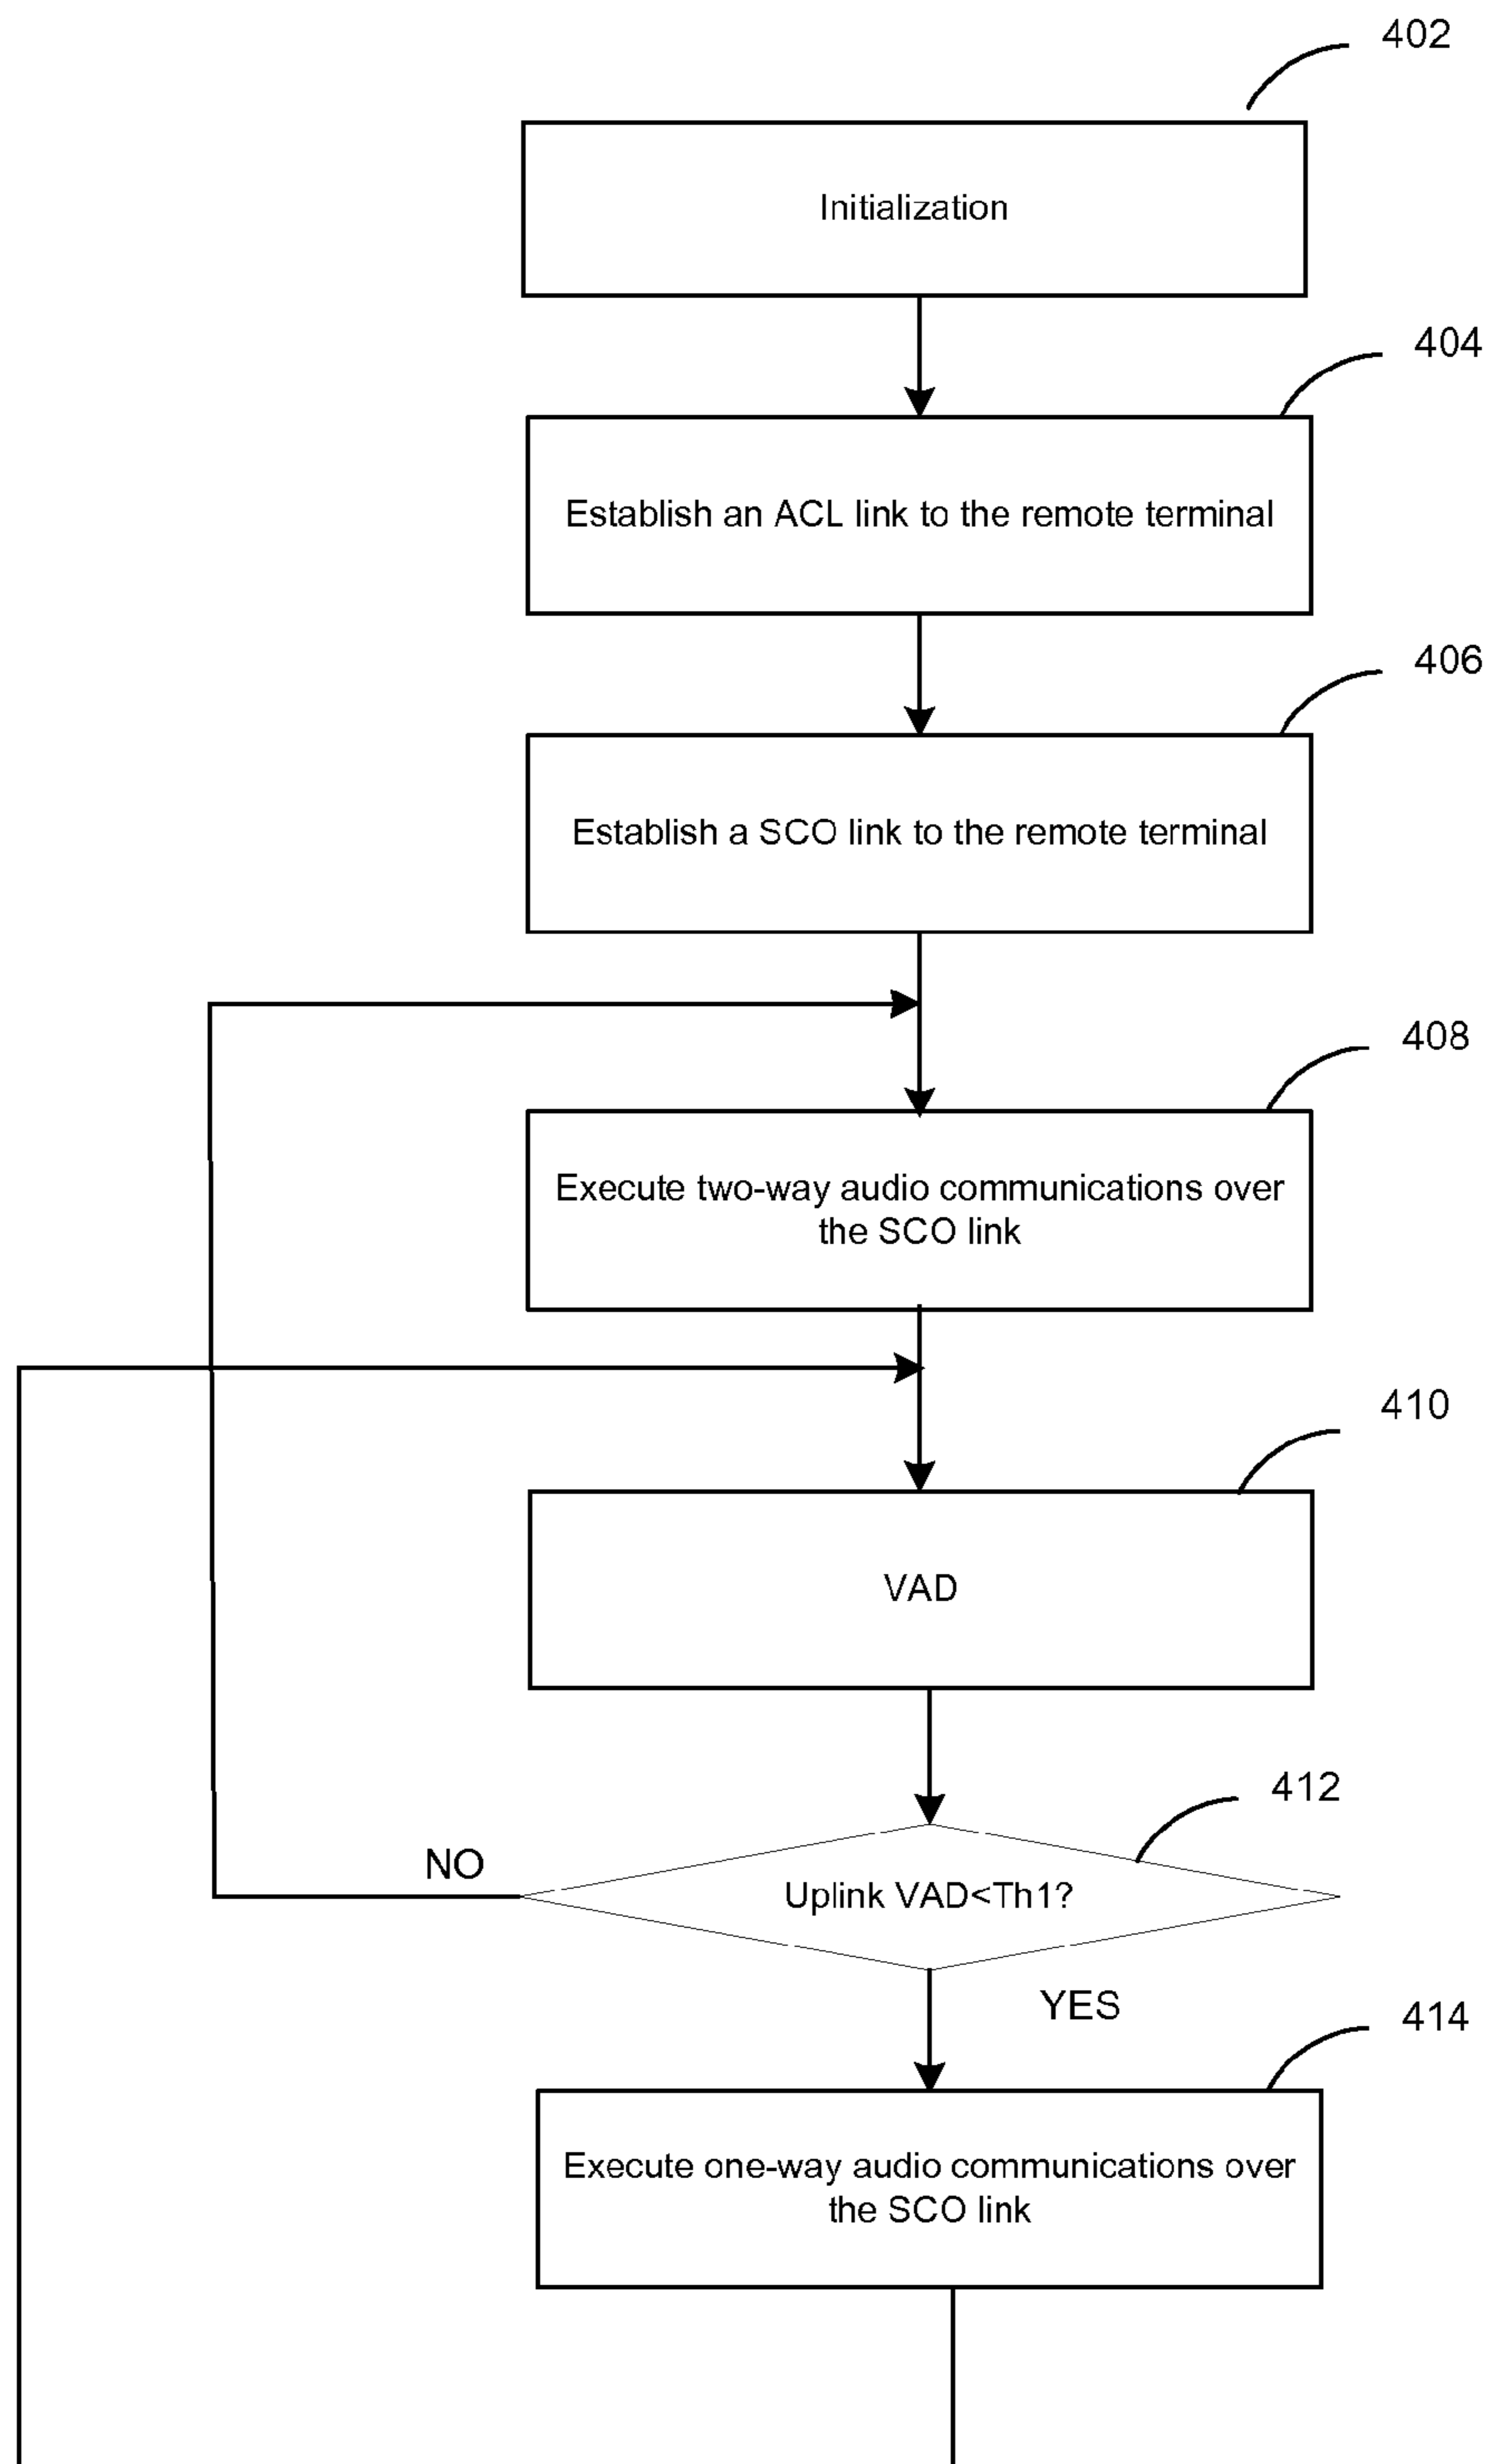 402
Initialization
404
Establish an ACL link to the remote terminal
406
Establish a SCO link to the remote terminal
408
Execute two-way audio communications over
the SCO link
410
VAD
412
NO
Uplink VAD<Th1?
YES
414
Execute one-way audio communications over
the SCO link